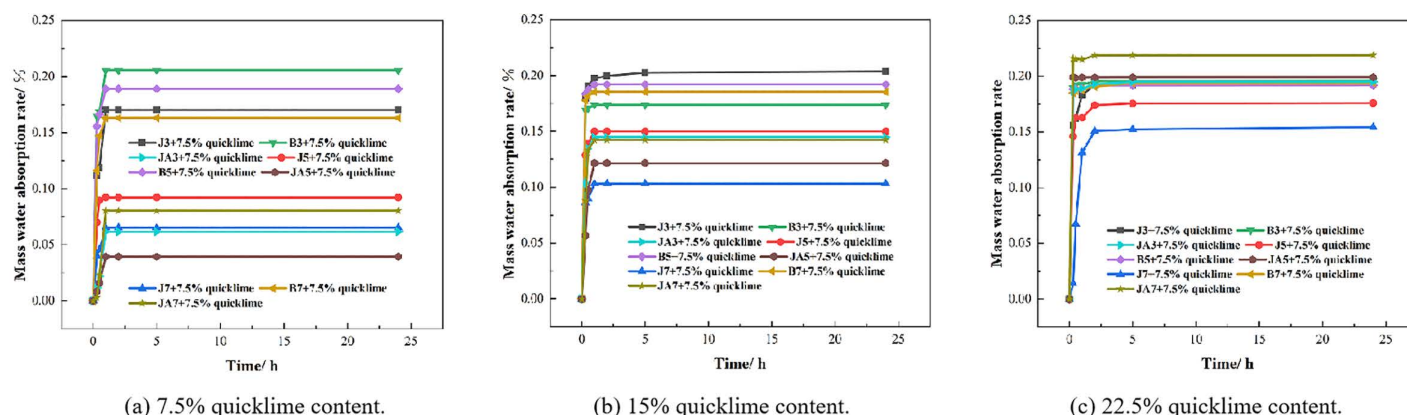 0.25
0.20
0.15
0.10
0.05
0.00
Mass water absorption rate/ %
J3+7.5% quicklime B3+7.5% quicklime
JA3+7.5% quicklime J5+7.5% quicklime
B5+7.5% quicklime JA5+7.5% quicklime
J7+7.5% quicklime B7+7.5% quicklime
JA7+7.5% quicklime
0 5 10 15 20 25
Time/ h
(a) 7.5% quicklime content.
0.25
0.20
0.15
0.10
0.05
0.00
Mass water absorption rate/ %
J3+7.5% quicklime B3+7.5% quicklime
JA3+7.5% quicklime J5+7.5% quicklime
B5+7.5% quicklime JA5+7.5% quicklime
J7+7.5% quicklime B7+7.5% quicklime
JA7+7.5% quicklime
0 5 10 15 20 25
Time/ h
(b) 15% quicklime content.
0.25
0.20
0.15
0.10
0.05
0.00
Mass water absorption rate
J3+7.5% quicklime B3+7.5% quicklime
JA3+7.5% quicklime J5+7.5% quicklime
B5+7.5% quicklime JA5+7.5% quicklime
J7+7.5% quicklime B7+7.5% quicklime
JA7+7.5% quicklime
0 5 10 15 20 25
Time/ h
(c) 22.5% quicklime content.